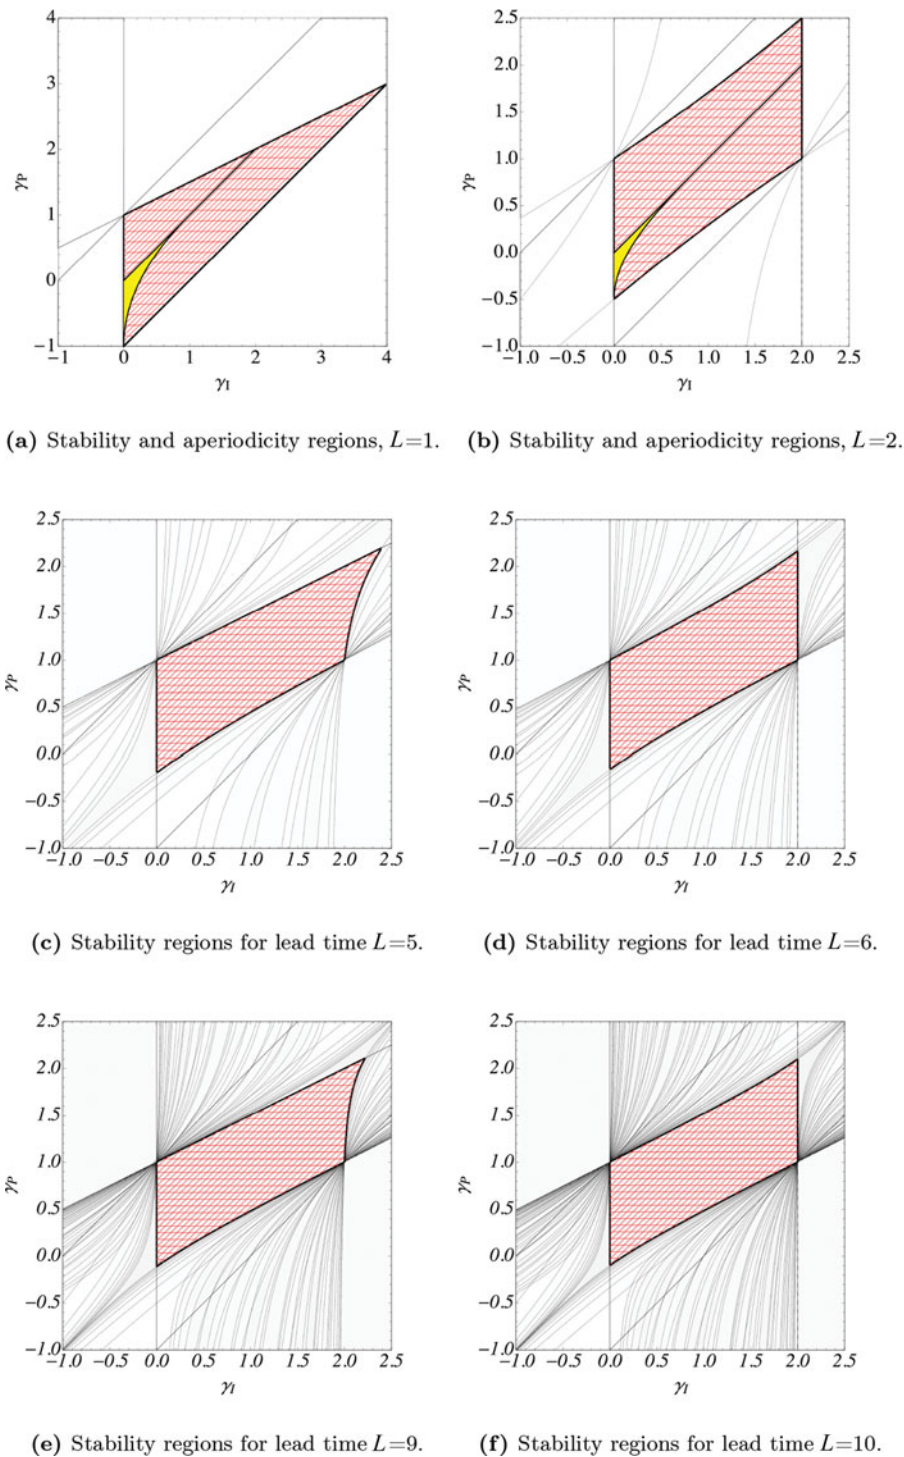 4
3
2
1
0
−1
γP
−1 0 1 2 3 4
γI
2.5
2.0
1.5
1.0
0.5
0.0
−0.5
−1.0
γP
−1.0 −0.5 0.0 0.5 1.0 1.5 2.0 2.5
γI
(a) Stability and aperiodicity regions, L=1.
(b) Stability and aperiodicity regions, L=2.
2.5
2.0
1.5
1.0
0.5
0.0
−0.5
−1.0
γP
−1.0 −0.5 0.0 0.5 1.0 1.5 2.0 2.5
γI
2.5
2.0
1.5
1.0
0.5
0.0
−0.5
−1.0
γP
−1.0 −0.5 0.0 0.5 1.0 1.5 2.0 2.5
γI
(c) Stability regions for lead time L=5.
(d) Stability regions for lead time L=6.
2.5
2.0
1.5
1.0
0.5
0.0
−0.5
−1.0
γP
−1.0 −0.5 0.0 0.5 1.0 1.5 2.0 2.5
γI
2.5
2.0
1.5
1.0
0.5
0.0
−0.5
−1.0
γP
−1.0 −0.5 0.0 0.5 1.0 1.5 2.0 2.5
γI
(e) Stability regions for lead time L=9.
(f) Stability regions for lead time L=10.